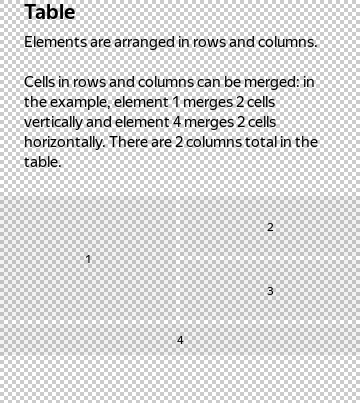 Table
Elements are arranged in rows and columns.
Cells in rows and columns can be merged: in
the example, element 1 merges 2 cells
vertically and element 4 merges 2 cells
horizontally. There are 2 columns total in the
table.
2
1
3
4